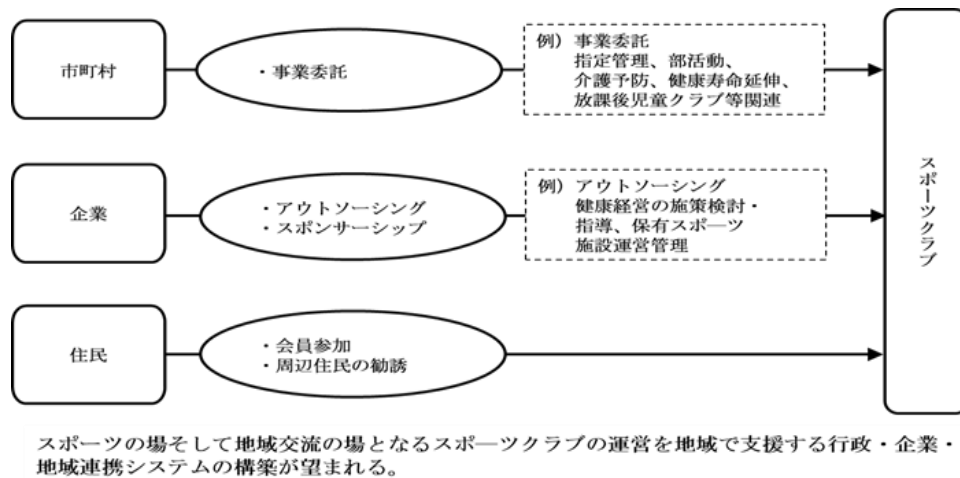 市町村
・事業委託
例）事業委託
指定管理、部活動、
介護予防、健康寿命延伸、
放課後児童クラブ等関連
企業
・アウトソーシング
・スポンサーシップ
例）アウトソーシング
健康経営の施策検討・
指導、保有スポーツ
施設運営管理
住民
・会員参加
・周辺住民の勧誘
スポーツクラブ
スポーツの場そして地域交流の場となるスポーツクラブの運営を地域で支援する行政・企業・
地域連携システムの構築が望まれる。